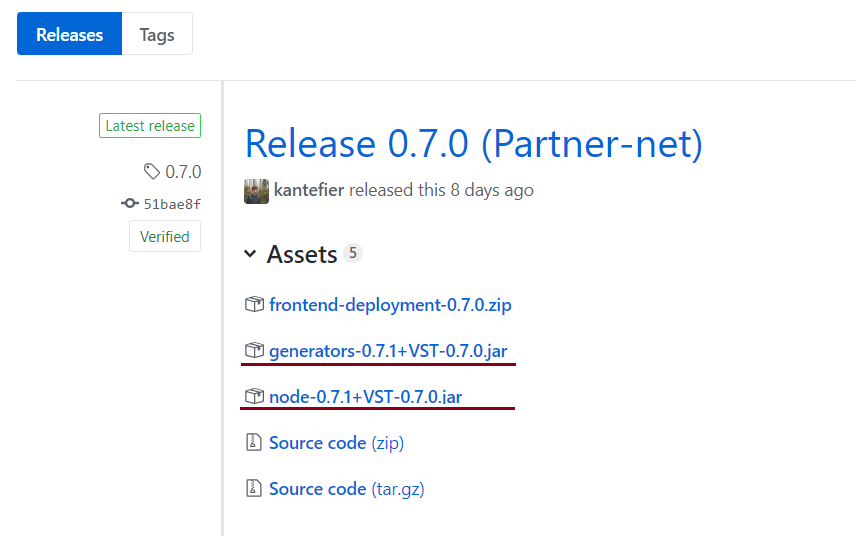 Releases Tags
Latest release
0.7.0
51bae8f
Verified
Release 0.7.0 (Partner-net)
kantefier released this 8 days ago
Assets 5
frontend-deployment-0.7.0.zip
generators-0.7.1+VST-0.7.0.jar
node-0.7.1+VST-0.7.0.jar
Source code (zip)
Source code (tar.gz)